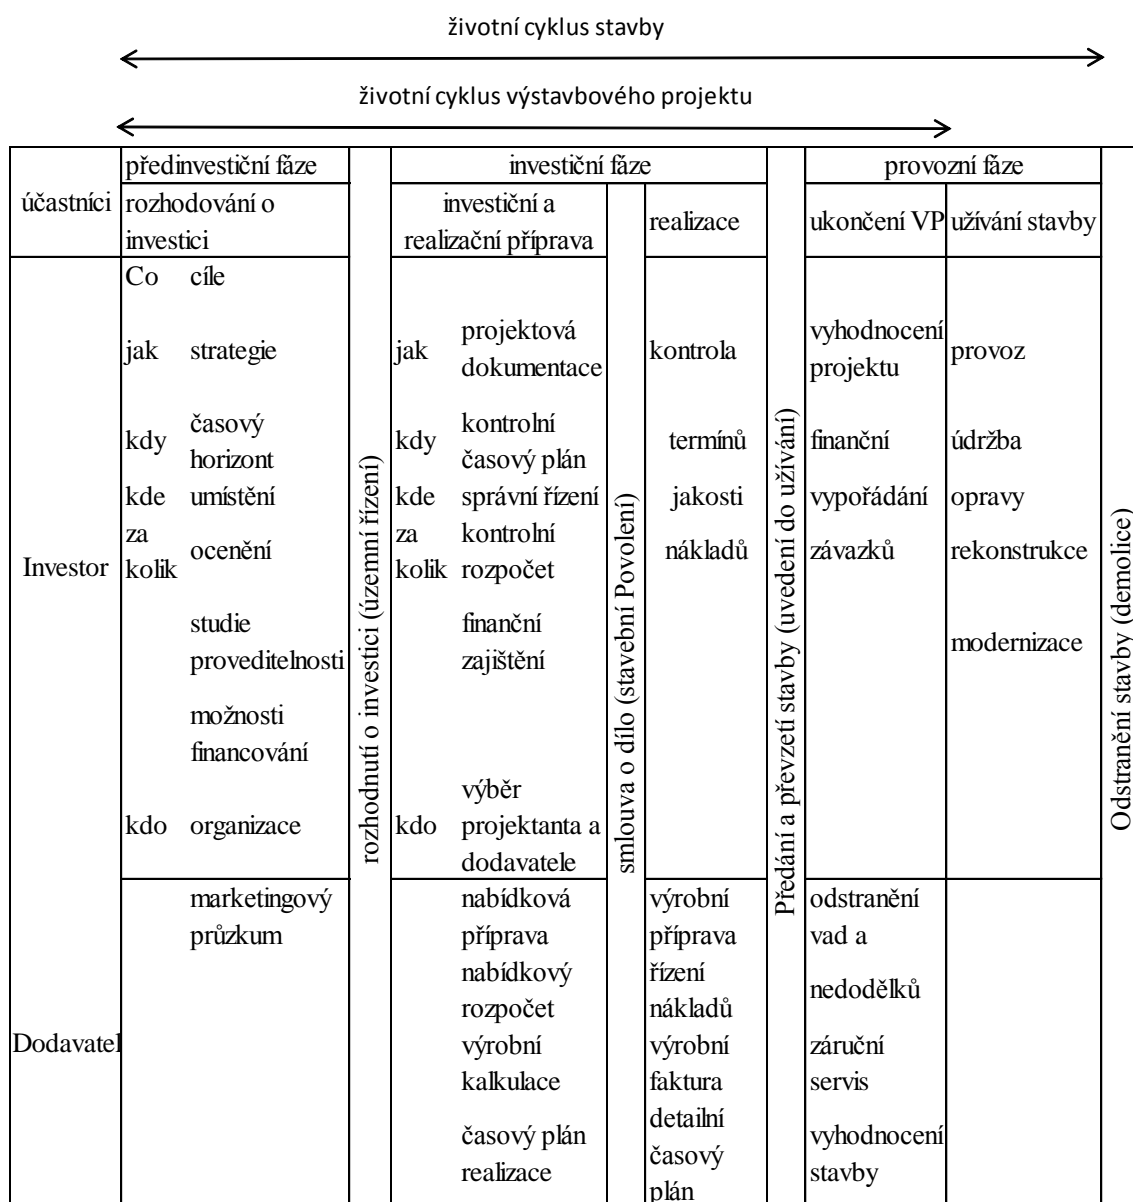 životní cyklus stavby
životní cyklus výstavbového projektu
účastníci
předinvestiční fáze
investiční fáze
provozní fáze
rozhodování o
investici
investiční a
realizační příprava
realizace
ukončení VP
užívání stavby
Investor
Co cíle
jak strategie
kdy časový
horizont
kde umístění
za
kolik ocenění
studie
proveditelnosti
možnosti
financování
kdo organizace
rozhodnutí o investici (územní řízení)
jak projektová
dokumentace
kdy kontrolní
časový plán
kde správní řízení
za kontrolní
kolik rozpočet
finanční
zajištění
výběr
kdo projektanta a
dodavatele
smlouva o dílo (stavební Povolení)
kontrola
termínů
jakosti
nákladů
Předání a převzetí stavby (uvedení do užívání)
vyhodnocení
projektu
finanční
vypořádání
závazků
provoz
údržba
opravy
rekonstrukce
modernizace
Odstranění stavby (demolice)
Dodavatel
marketingový
průzkum
nabídková
příprava
nabídkový
rozpočet
výrobní
kalkulace
časový plán
realizace
výrobní
příprava
řízení
nákladů
výrobní
faktura
detailní
časový
plán
odstranění
vad a
nedodělků
záruční
servis
vyhodnocení
stavby